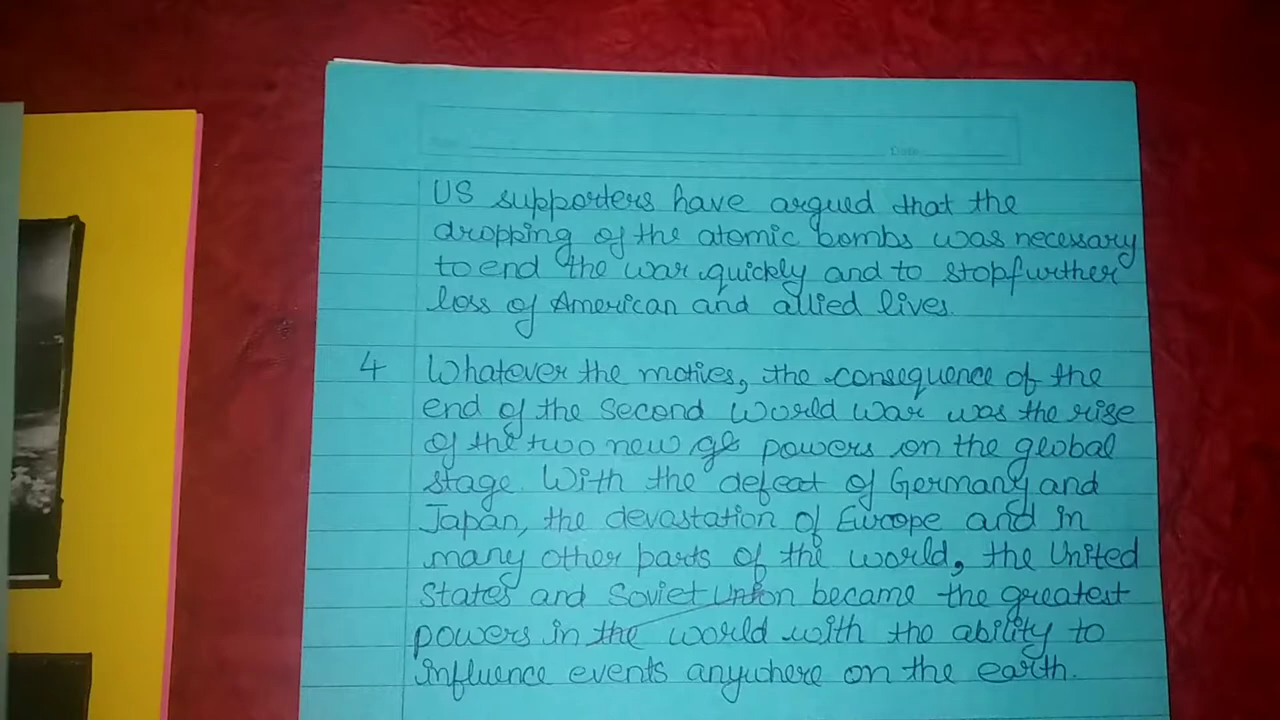 Date
US supporters have argued that the
dropping of the atomic bombs was necessary
to end the war quickly and to stop further
loss of American and allied lives.
4 Whatever the motives, the consequence of the
end of the Second World War was the rise
of the two new powers on the global
stage. With the defeat of Germany and
Japan, the devastation of Europe and in
many other parts of the world, the United
States and Soviet Union became the greatest
powers in the world with the ability to
influence events anywhere on the earth.